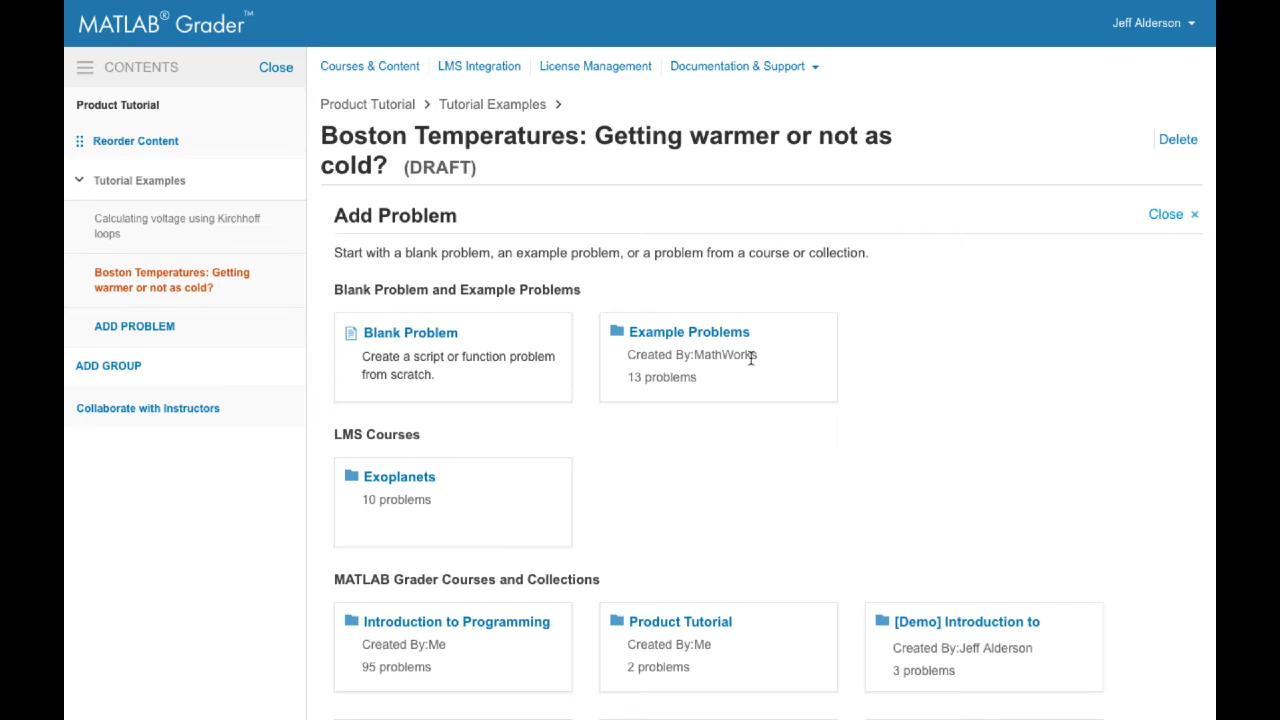 MATLAB® Grader™
Jeff Alderson
CONTENTS
Close
Product Tutorial
Reorder Content
Tutorial Examples
Calculating voltage using Kirchhoff
loops
Boston Temperatures: Getting
warmer or not as cold?
ADD PROBLEM
ADD GROUP
Collaborate with Instructors
Courses & Content
LMS Integration
License Management
Documentation & Support
Product Tutorial > Tutorial Examples >
Boston Temperatures: Getting warmer or not as
cold? (DRAFT)
Delete
Add Problem
Close ×
Start with a blank problem, an example problem, or a problem from a course or collection.
Blank Problem and Example Problems
Blank Problem
Create a script or function problem
from scratch.
Example Problems
Created By:MathWorks
13 problems
LMS Courses
Exoplanets
10 problems
MATLAB Grader Courses and Collections
Introduction to Programming
Created By:Me
95 problems
Product Tutorial
Created By:Me
2 problems
[Demo] Introduction to
Created By:Jeff Alderson
3 problems